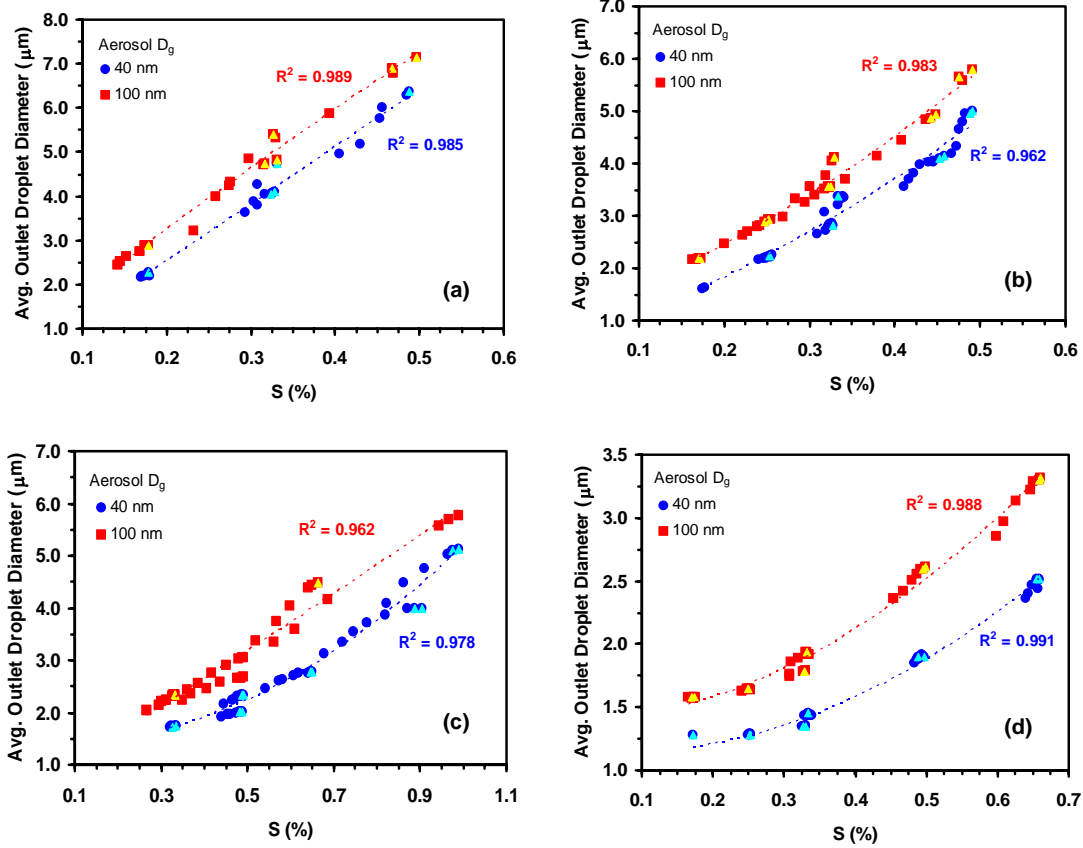 (a)
Avg. Outlet Droplet Diameter (μm)
8.0
7.0
6.0
5.0
4.0
3.0
2.0
1.0
Aerosol Dg
40 nm
100 nm
R² = 0.989
R² = 0.985
(a)
0.1 0.2 0.3 0.4 0.5 0.6
S (%)
(b)
Avg. Outlet Droplet Diameter (μm)
7.0
6.0
5.0
4.0
3.0
2.0
1.0
Aerosol Dg
40 nm
100 nm
R² = 0.983
R² = 0.962
(b)
0.1 0.2 0.3 0.4 0.5 0.6
S (%)
(c)
Avg. Outlet Droplet Diameter (μm)
7.0
6.0
5.0
4.0
3.0
2.0
1.0
Aerosol Dg
40 nm
100 nm
R² = 0.962
R² = 0.978
(c)
0.1 0.3 0.5 0.7 0.9 1.1
S (%)
(d)
Avg. Outlet Droplet Diameter (μm)
3.5
3.0
2.5
2.0
1.5
1.0
Aerosol Dg
40 nm
100 nm
R² = 0.988
R² = 0.991
(d)
0.1 0.2 0.3 0.4 0.5 0.6 0.7
S (%)